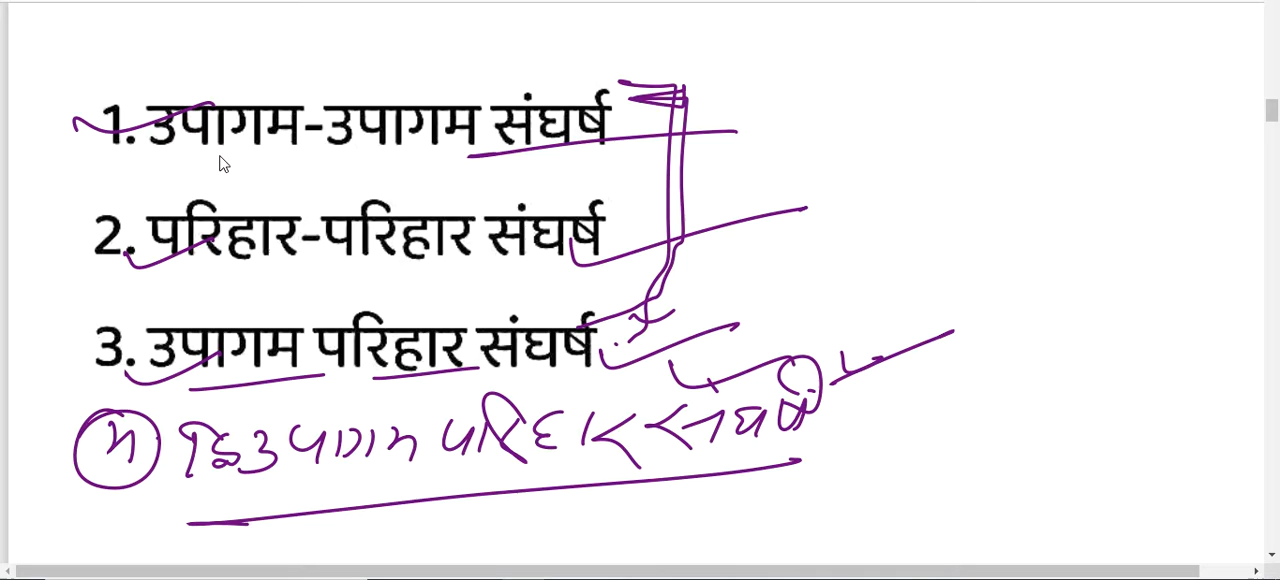 1. उपागम-उपागम संघर्ष
2. परिहार-परिहार संघर्ष
3. उपागम परिहार संघर्ष
द्विउपागम परिहार संघर्ष